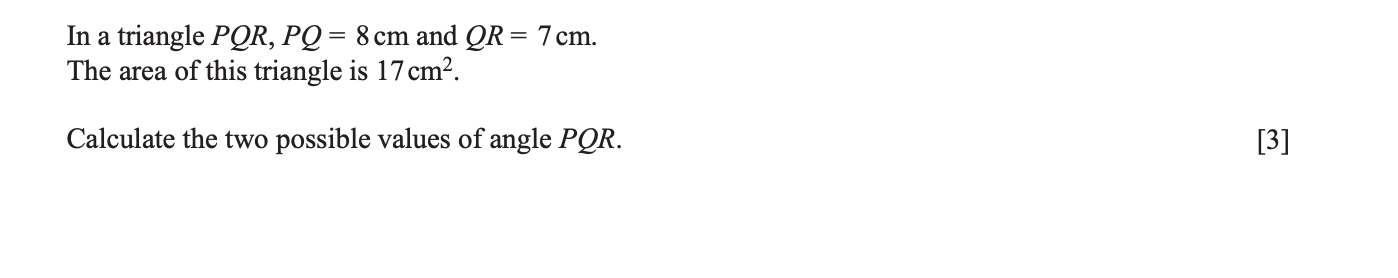 In a triangle PQR, PQ = 8 cm and QR = 7 cm.
The area of this triangle is 17 cm².
Calculate the two possible values of angle PQR. [3]